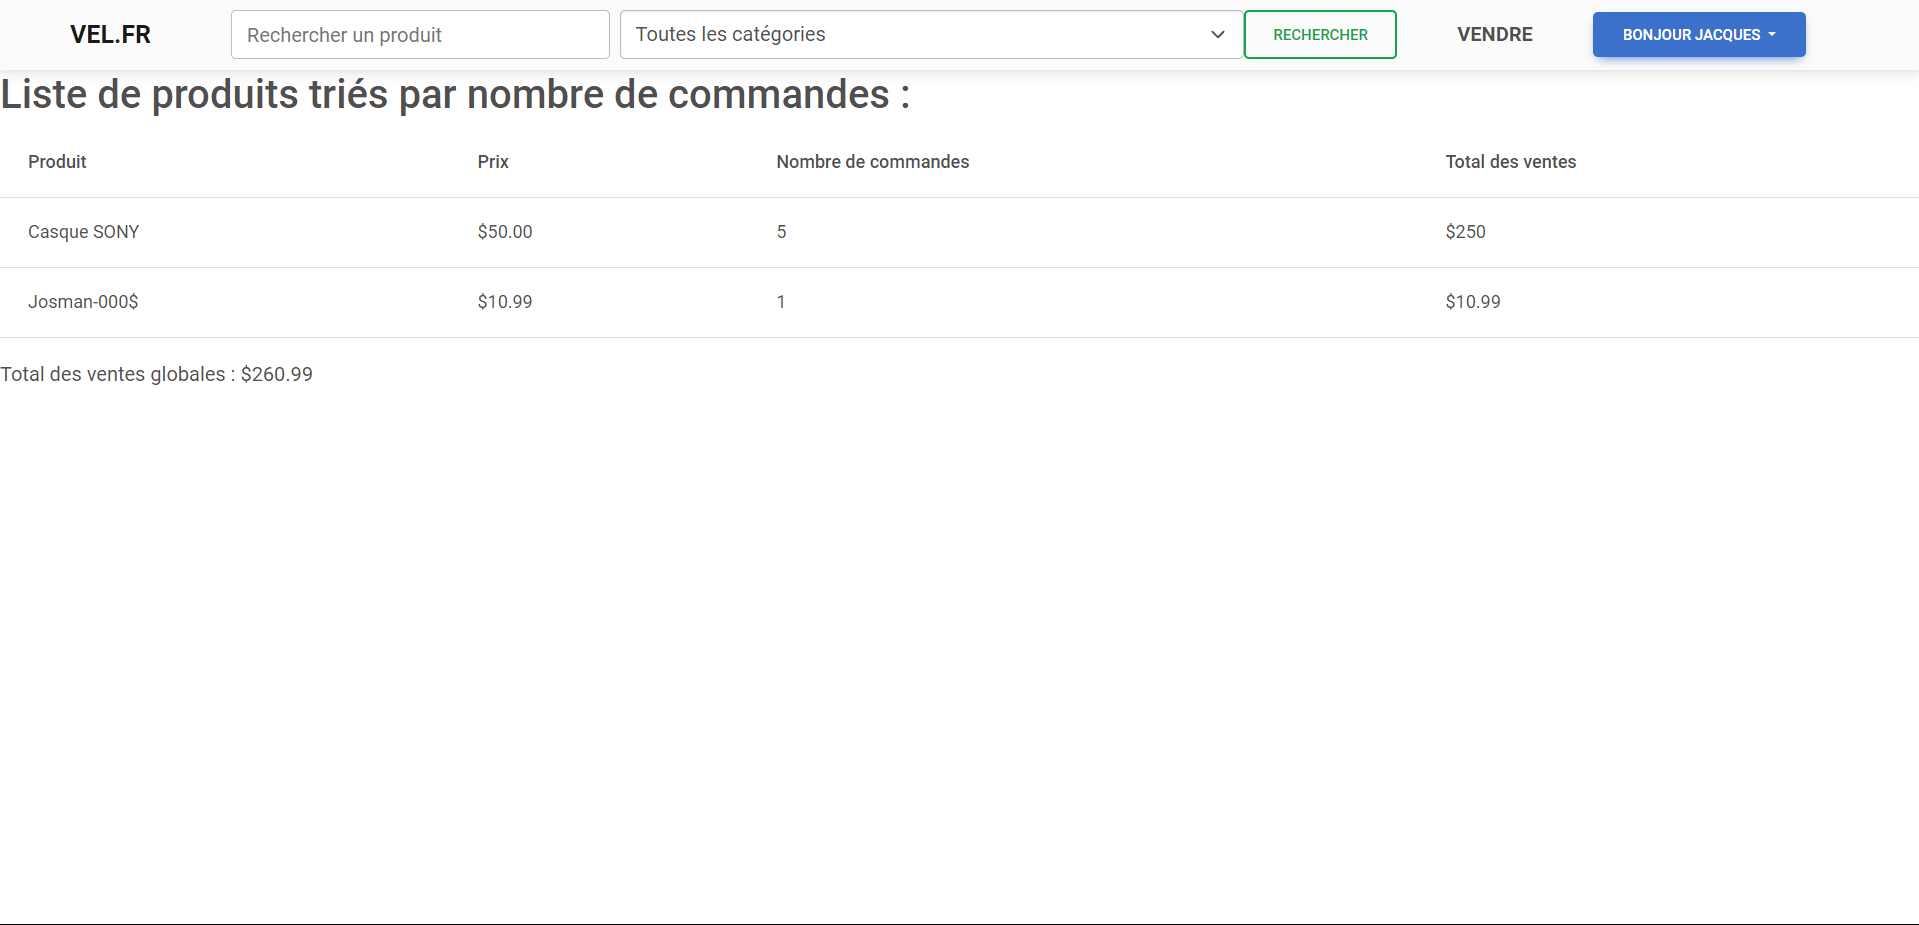 VEL.FR Rechercher un produit Toutes les catégories RECHERCHER VENDRE BONJOUR JACQUES
Liste de produits triés par nombre de commandes :
Produit Prix Nombre de commandes Total des ventes
Casque SONY $50.00 5 $250
Josman-000$ $10.99 1 $10.99
Total des ventes globales : $260.99